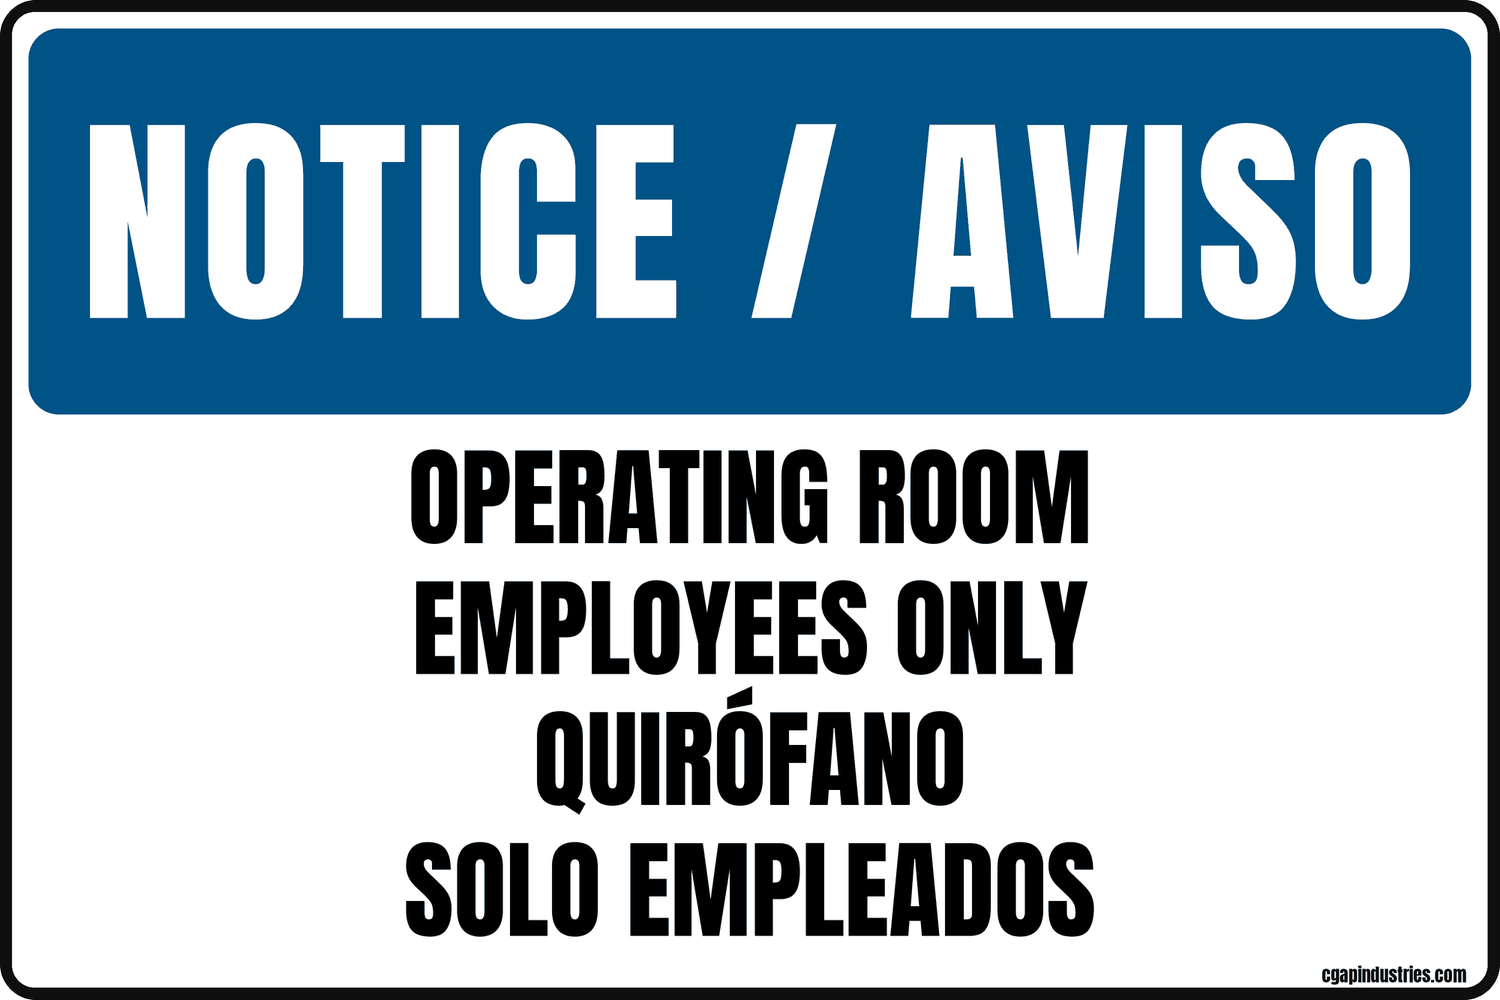 NOTICE / AVISO
OPERATING ROOM
EMPLOYEES ONLY
QUIRÓFANO
SOLO EMPLEADOS
cgapindustries.com